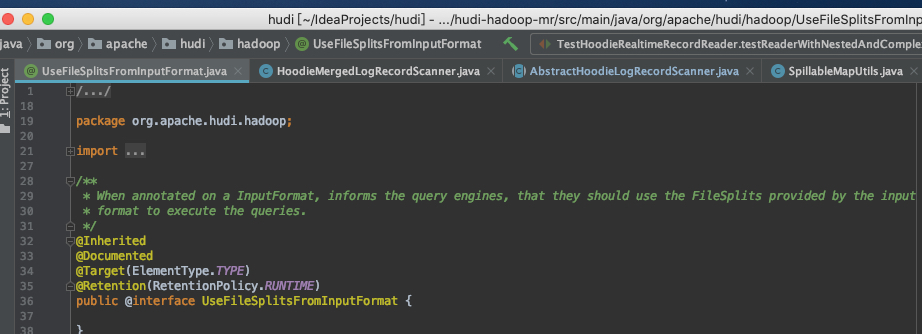 hudi [~/IdeaProjects/hudi] - .../hudi-hadoop-mr/src/main/java/org/apache/hudi/hadoop/UseFileSplitsFromInp
java org apache hudi hadoop UseFileSplitsFromInputFormat TestHoodieRealtimeRecordReader.testReaderWithNestedAndComple
1: Project
UseFileSplitsFromInputFormat.java HoodieMergedLogRecordScanner.java AbstractHoodieLogRecordScanner.java SpillableMapUtils.java
1 /.../
18
19 package org.apache.hudi.hadoop;
20
21 import ...
27
28 /**
29 * When annotated on a InputFormat, informs the query engines, that they should use the FileSplits provided by the input
30 * format to execute the queries.
31 */
32 @Inherited
33 @Documented
34 @Target(ElementType.TYPE)
35 @Retention(RetentionPolicy.RUNTIME)
36 public @interface UseFileSplitsFromInputFormat {
37
38 }